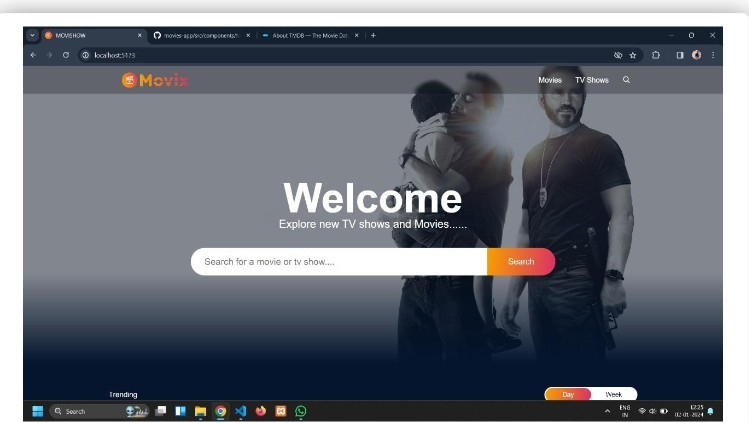 MOVISHOW
movies-app/src/components/h
About TMDB — The Movie Dat
localhost:5173
Movix
Movies TV Shows
Welcome
Explore new TV shows and Movies......
Search for a movie or tv show....
Search
Trending
Day Week
Search
ENG
IN
12:25
02-01-2024